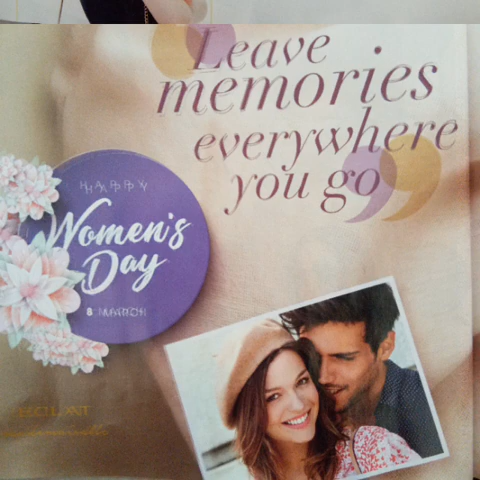 Leave
memories
everywhere
you go”
HAPPY
Women's
Day
8 MARCH